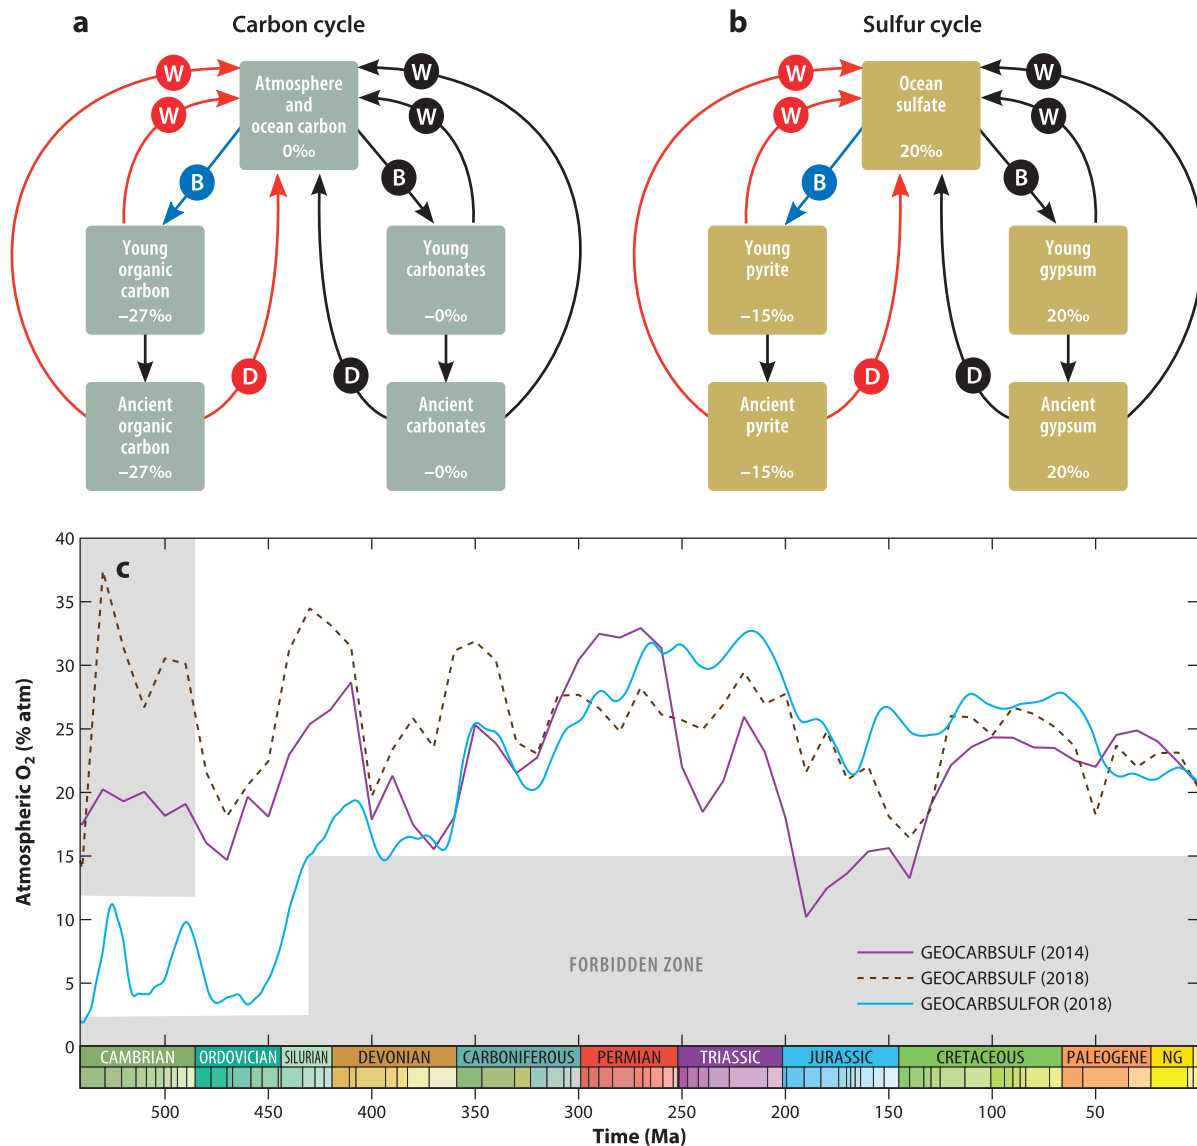 a Carbon cycle
W
W
Atmosphere
and
ocean carbon
0‰
W
W
B
B
Young
organic
carbon
–27‰
Young
carbonates
–0‰
D
D
Ancient
organic
carbon
–27‰
Ancient
carbonates
–0‰
b Sulfur cycle
W
W
Ocean
sulfate
20‰
W
W
B
B
Young
pyrite
–15‰
Young
gypsum
20‰
D
D
Ancient
pyrite
–15‰
Ancient
gypsum
20‰
c
Atmospheric O₂ (% atm)
40
35
30
25
20
15
10
5
0
FORBIDDEN ZONE
GEOCARBSULF (2014)
GEOCARBSULF (2018)
GEOCARBSULFOR (2018)
CAMBRIAN ORDOVICIAN SILURIAN DEVONIAN CARBONIFEROUS PERMIAN TRIASSIC JURASSIC CRETACEOUS PALEOGENE NG
500 450 400 350 300 250 200 150 100 50
Time (Ma)